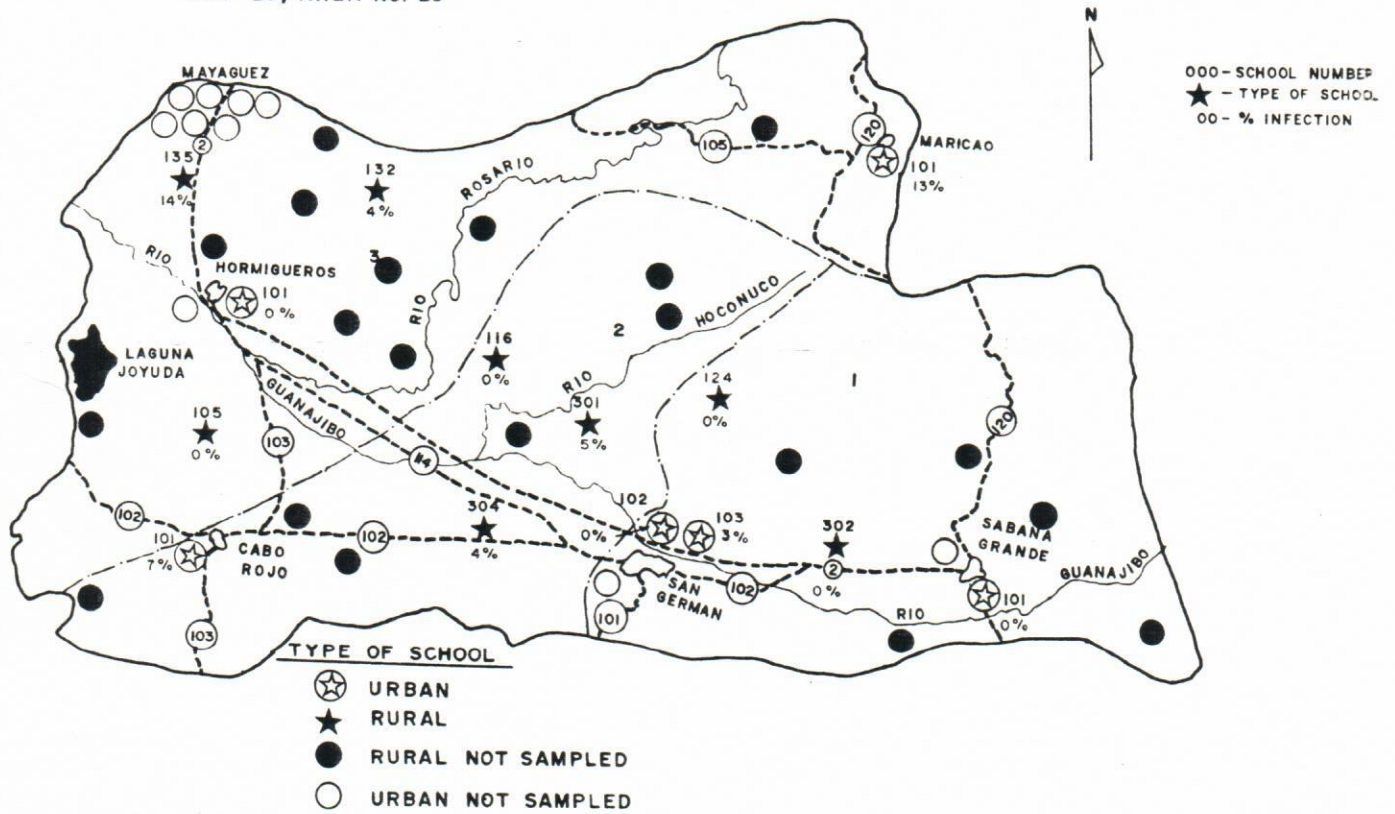 N
000 - SCHOOL NUMBER
★ - TYPE OF SCHOOL
00 - % INFECTION
MAYAGUEZ
2
135
14%
132
4%
ROSARIO
RIO
105
120
MARICAO
101
13%
RIO
3
HORMIGUEROS
101
0%
LAGUNA
JOYUDA
GUANAJIBO
116
0%
2
HOCONUCO
RIO
301
5%
124
0%
1
120
105
0%
103
114
102
101
7%
CABO
ROJO
103
102
304
4%
102
0%
103
3%
302
2
0%
SAN
GERMAN
101
102
SABANA
GRANDE
GUANAJIBO
RIO
101
0%
TYPE OF SCHOOL
URBAN
RURAL
RURAL NOT SAMPLED
URBAN NOT SAMPLED